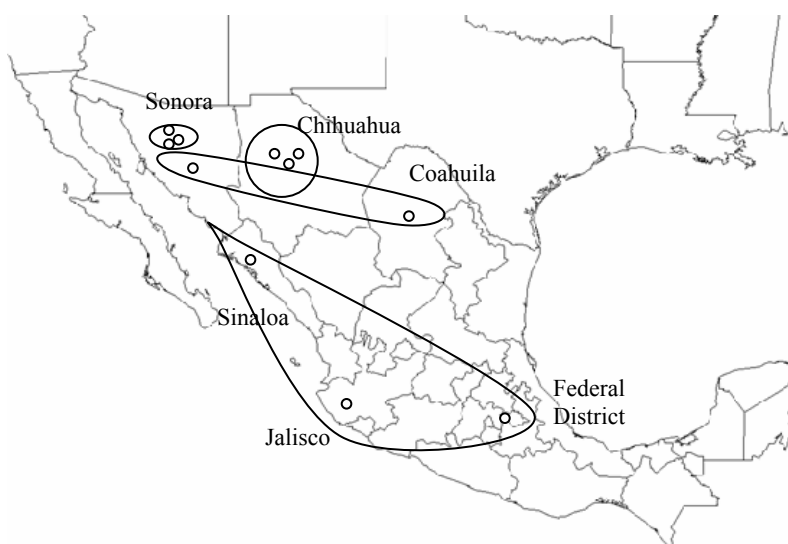 Sonora
Chihuahua
Coahuila
Sinaloa
Federal
District
Jalisco